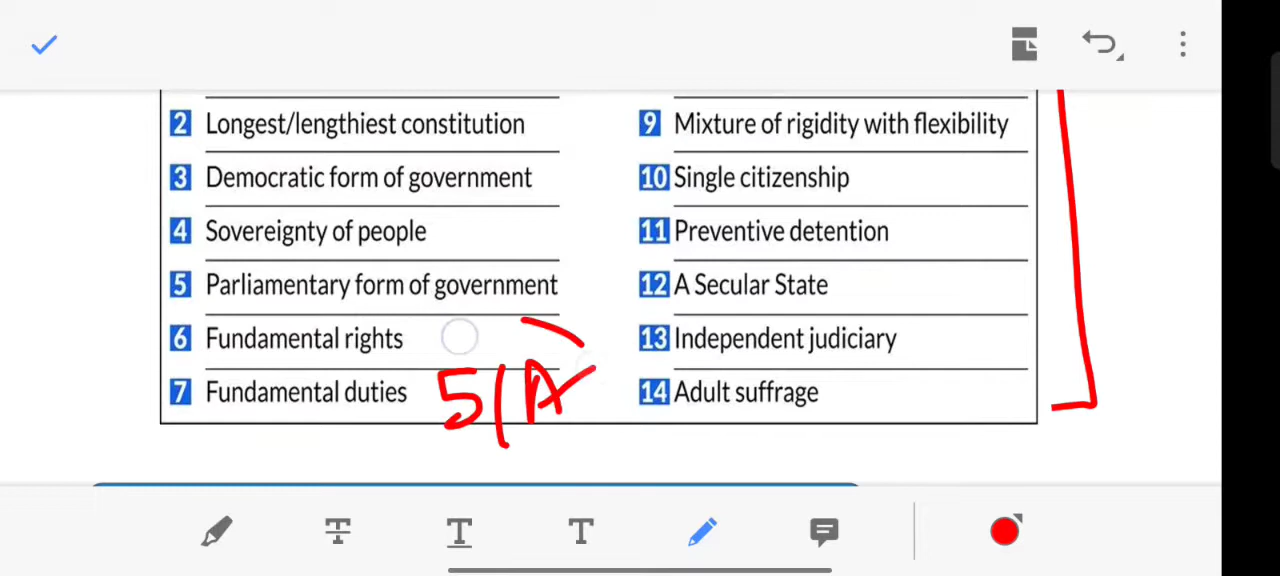 2 Longest/lengthiest constitution
3 Democratic form of government
4 Sovereignty of people
5 Parliamentary form of government
6 Fundamental rights
7 Fundamental duties 51A
9 Mixture of rigidity with flexibility
10 Single citizenship
11 Preventive detention
12 A Secular State
13 Independent judiciary
14 Adult suffrage